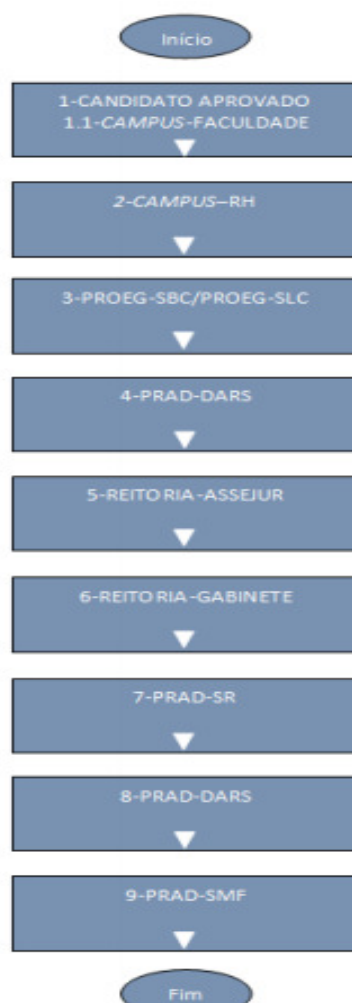 Início
1-CANDIDATO APROVADO
1.1-CAMPUS-FACULDADE
2-CAMPUS–RH
3-PROEG-SBC/PROEG-SLC
4-PRAD-DARS
5-REITORIA-ASSEJUR
6-REITORIA-GABINETE
7-PRAD-SR
8-PRAD-DARS
9-PRAD-SMF
Fim